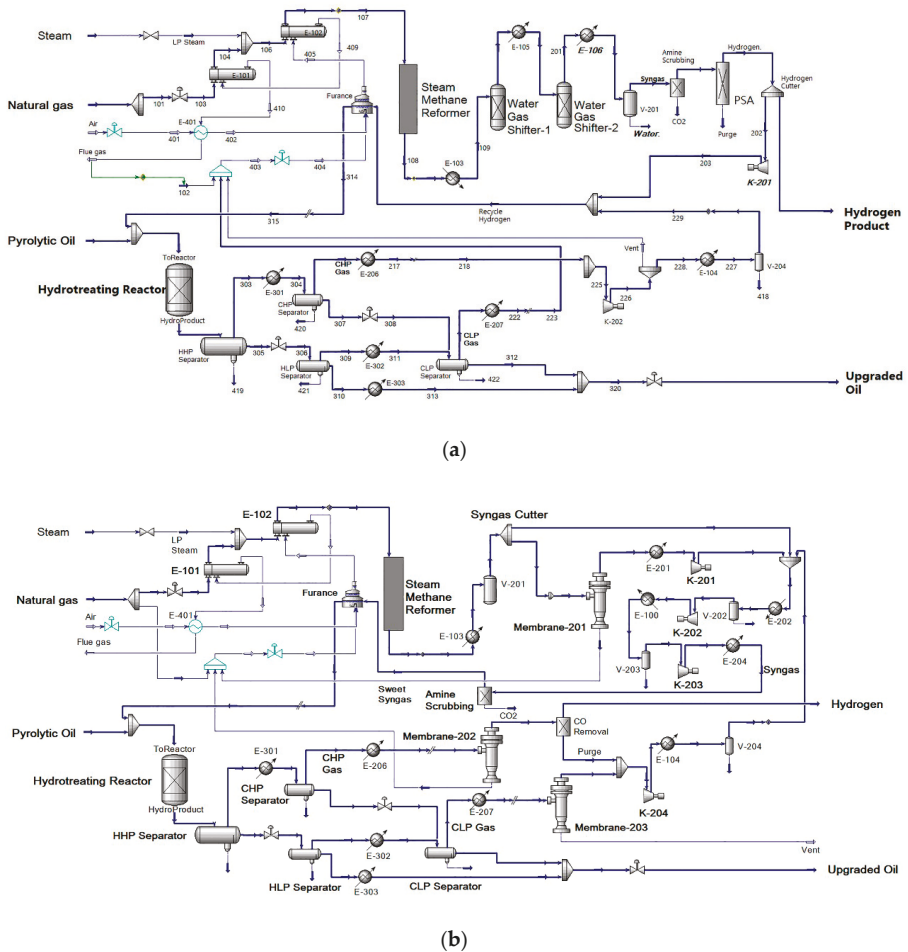 107
E-102
Steam
LP Steam
106
104
405
409
E-101
E-105
201
E-106
Amine
Scrubbing
Hydrogen.
Syngas
Hydrogen
Cutter
Natural gas
101
103
410
Furance
Steam
Methane
Reformer
Water
Gas
Shifter-1
Water
Gas
Shifter-2
V-201
CO2
PSA
Water.
Purge
202
Air
401
E-401
402
109
Flue gas
403
404
314
108
E-103
203
K-201
102
315
Recycle
Hydrogen
229
Hydrogen
Product
Pyrolytic Oil
ToReactor
Vent
CHP
Gas
E-206
217
218
225
226
228
E-104
227
V-204
418
Hydrotreating Reactor
303
E-301
304
CHP
Separator
420
307
308
E-207
222
223
CLP
Gas
K-202
HydroProduct
HHP
Separator
305
306
309
311
E-302
312
419
HLP
Separator
421
310
E-303
313
CLP
Separator
422
320
Upgraded
Oil
(a)
Syngas Cutter
E-102
Steam
LP
Steam
E-101
E-201
K-201
V-201
Natural gas
Furance
Steam
Methane
Reformer
E-100
V-202
E-202
Air
E-401
Membrane-201
K-202
Flue gas
E-103
E-204
V-203
K-203
Syngas
Sweet
Syngas
Amine
Scrubbing
CO2
Hydrogen
Pyrolytic Oil
ToReactor
Membrane-202
CO
Removal
E-301
CHP
Gas
E-206
Purge
E-104
V-204
Hydrotreating Reactor
CHP
Separator
E-207
K-204
HydroProduct
CLP Gas
Membrane-203
HHP Separator
E-302
Vent
HLP Separator
E-303
CLP Separator
Upgraded Oil
(b)